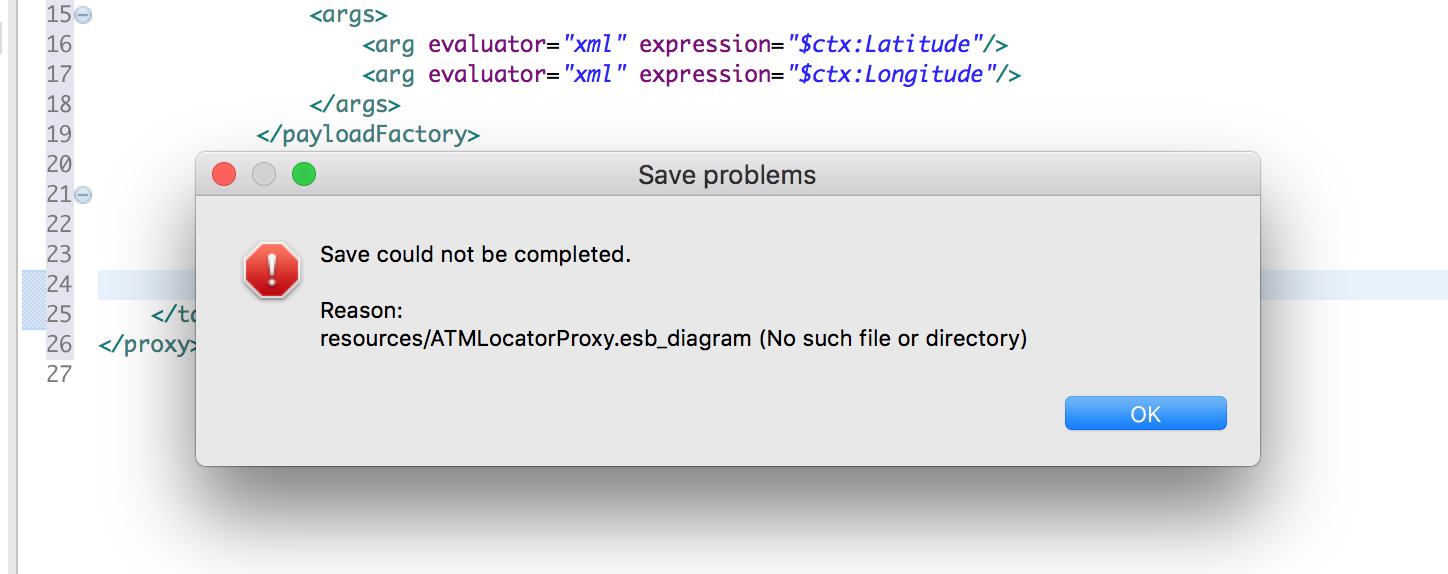 15 <args>
16 <arg evaluator="xml" expression="$ctx:Latitude"/>
17 <arg evaluator="xml" expression="$ctx:Longitude"/>
18 </args>
19 </payloadFactory>
20
21
22
23
24
25
26 </proxy>
27
Save problems
Save could not be completed.
Reason:
resources/ATMLocatorProxy.esb_diagram (No such file or directory)
OK